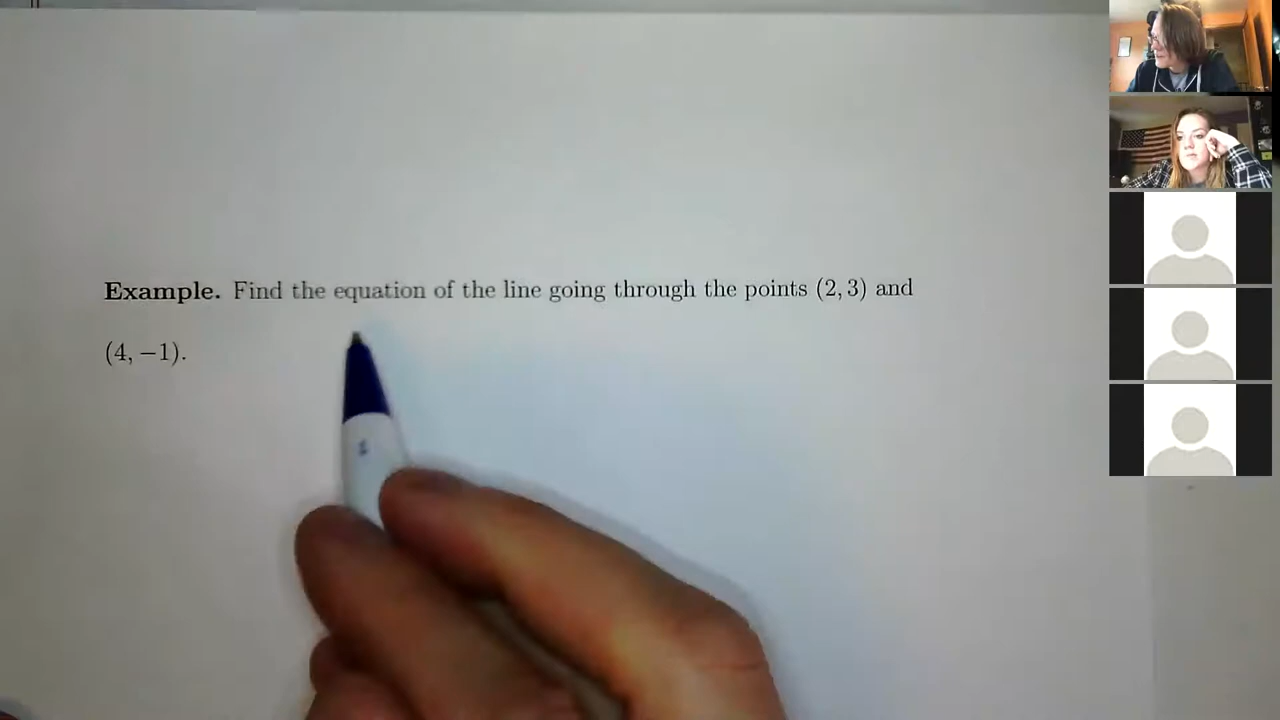 Example. Find the equation of the line going through the points (2, 3) and
(4, −1).